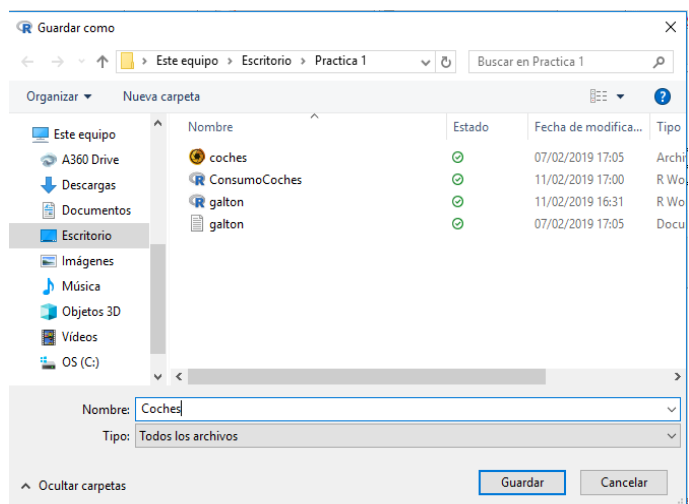 Guardar como
Este equipo > Escritorio > Practica 1
Buscar en Practica 1
Organizar
Nueva carpeta
Este equipo
A360 Drive
Descargas
Documentos
Escritorio
Imágenes
Música
Objetos 3D
Vídeos
OS (C:)
Nombre Estado Fecha de modifica... Tipo
coches 07/02/2019 17:05 Archi
ConsumoCoches 11/02/2019 17:00 R Wo
galton 11/02/2019 16:31 R Wo
galton 07/02/2019 17:05 Docu
Nombre: Coches
Tipo: Todos los archivos
Ocultar carpetas
Guardar
Cancelar